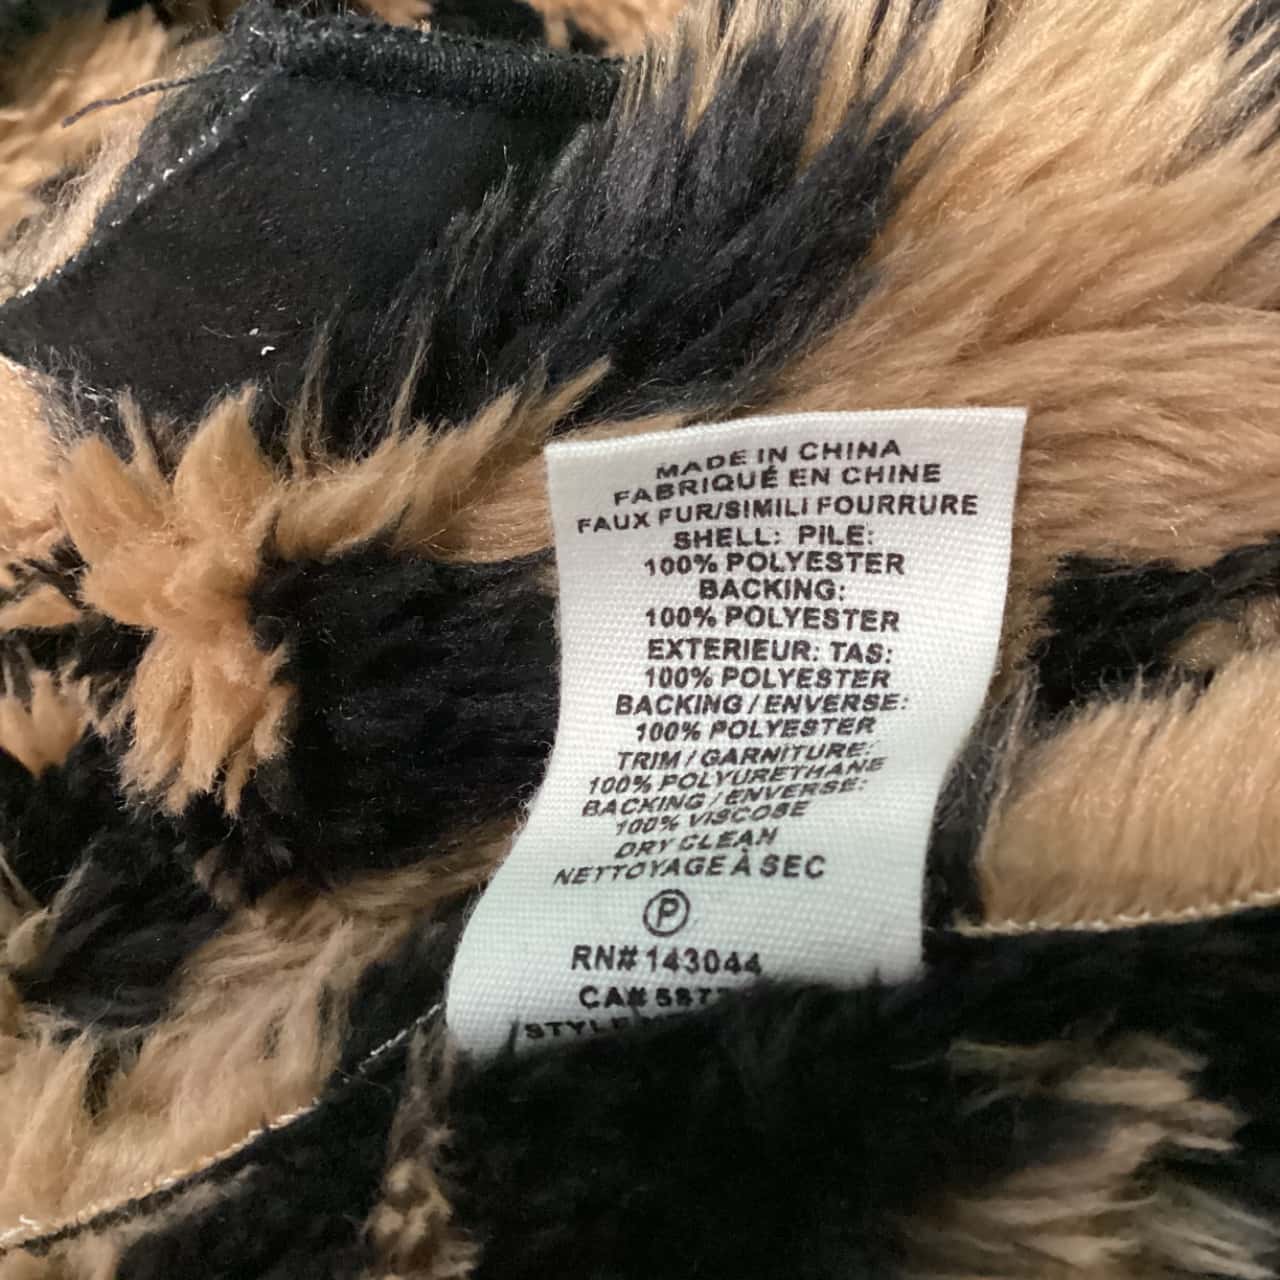 MADE IN CHINA
FABRIQUÉ EN CHINE
FAUX FUR/SIMILI FOURRURE
SHELL: PILE:
100% POLYESTER
BACKING:
100% POLYESTER
EXTERIEUR: TAS:
100% POLYESTER
BACKING / ENVERSE:
100% POLYESTER
TRIM / GARNITURE:
100% POLYURETHANE
BACKING / ENVERSE:
100% VISCOSE
DRY CLEAN
NETTOYAGE À SEC
P
RN# 143044
CA#
STYLE